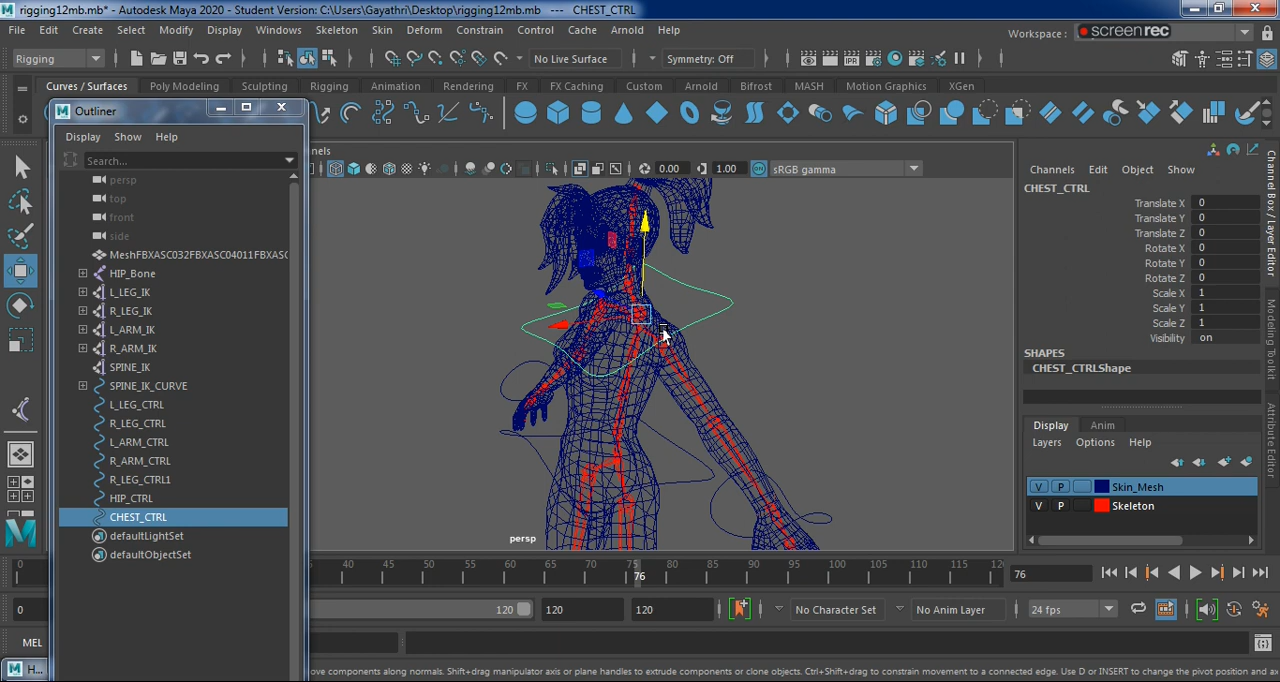 rigging12mb.mb* - Autodesk Maya 2020 - Student Version: C:\Users\Gayathri\Desktop\rigging12mb.mb --- CHEST_CTRL
File Edit Create Select Modify Display Windows Skeleton Skin Deform Constrain Control Cache Arnold Help
Workspace : screenrec
Rigging No Live Surface Symmetry: Off
Curves / Surfaces Poly Modeling Sculpting Rigging Animation Rendering FX FX Caching Custom Arnold Bifrost MASH Motion Graphics XGen
IPR
Outliner
Display Show Help
Search...
persp
top
front
side
MeshFBXASC032FBXASC04011FBXASC
HIP_Bone
L_LEG_IK
R_LEG_IK
L_ARM_IK
R_ARM_IK
SPINE_IK
SPINE_IK_CURVE
L_LEG_CTRL
R_LEG_CTRL
L_ARM_CTRL
R_ARM_CTRL
R_LEG_CTRL1
HIP_CTRL
CHEST_CTRL
defaultLightSet
defaultObjectSet
nels
0.00 1.00 sRGB gamma
persp
Channels Edit Object Show
CHEST_CTRL
Translate X 0
Translate Y 0
Translate Z 0
Rotate X 0
Rotate Y 0
Rotate Z 0
Scale X 1
Scale Y 1
Scale Z 1
Visibility on
SHAPES
CHEST_CTRLShape
Display Anim
Layers Options Help
V P Skin_Mesh
V P Skeleton
Channel Box / Layer Editor
Modeling Toolkit
Attribute Editor
0 40 45 50 55 60 65 70 75 80 85 90 95 100 105 110 115 12
76 76
0 120 120 120 No Character Set No Anim Layer 24 fps
MEL
H...
ove components along normals. Shift+drag manipulator axis or plane handles to extrude components or clone objects. Ctrl+Shift+drag to constrain movement to a connected edge. Use D or INSERT to change the pivot position and ax